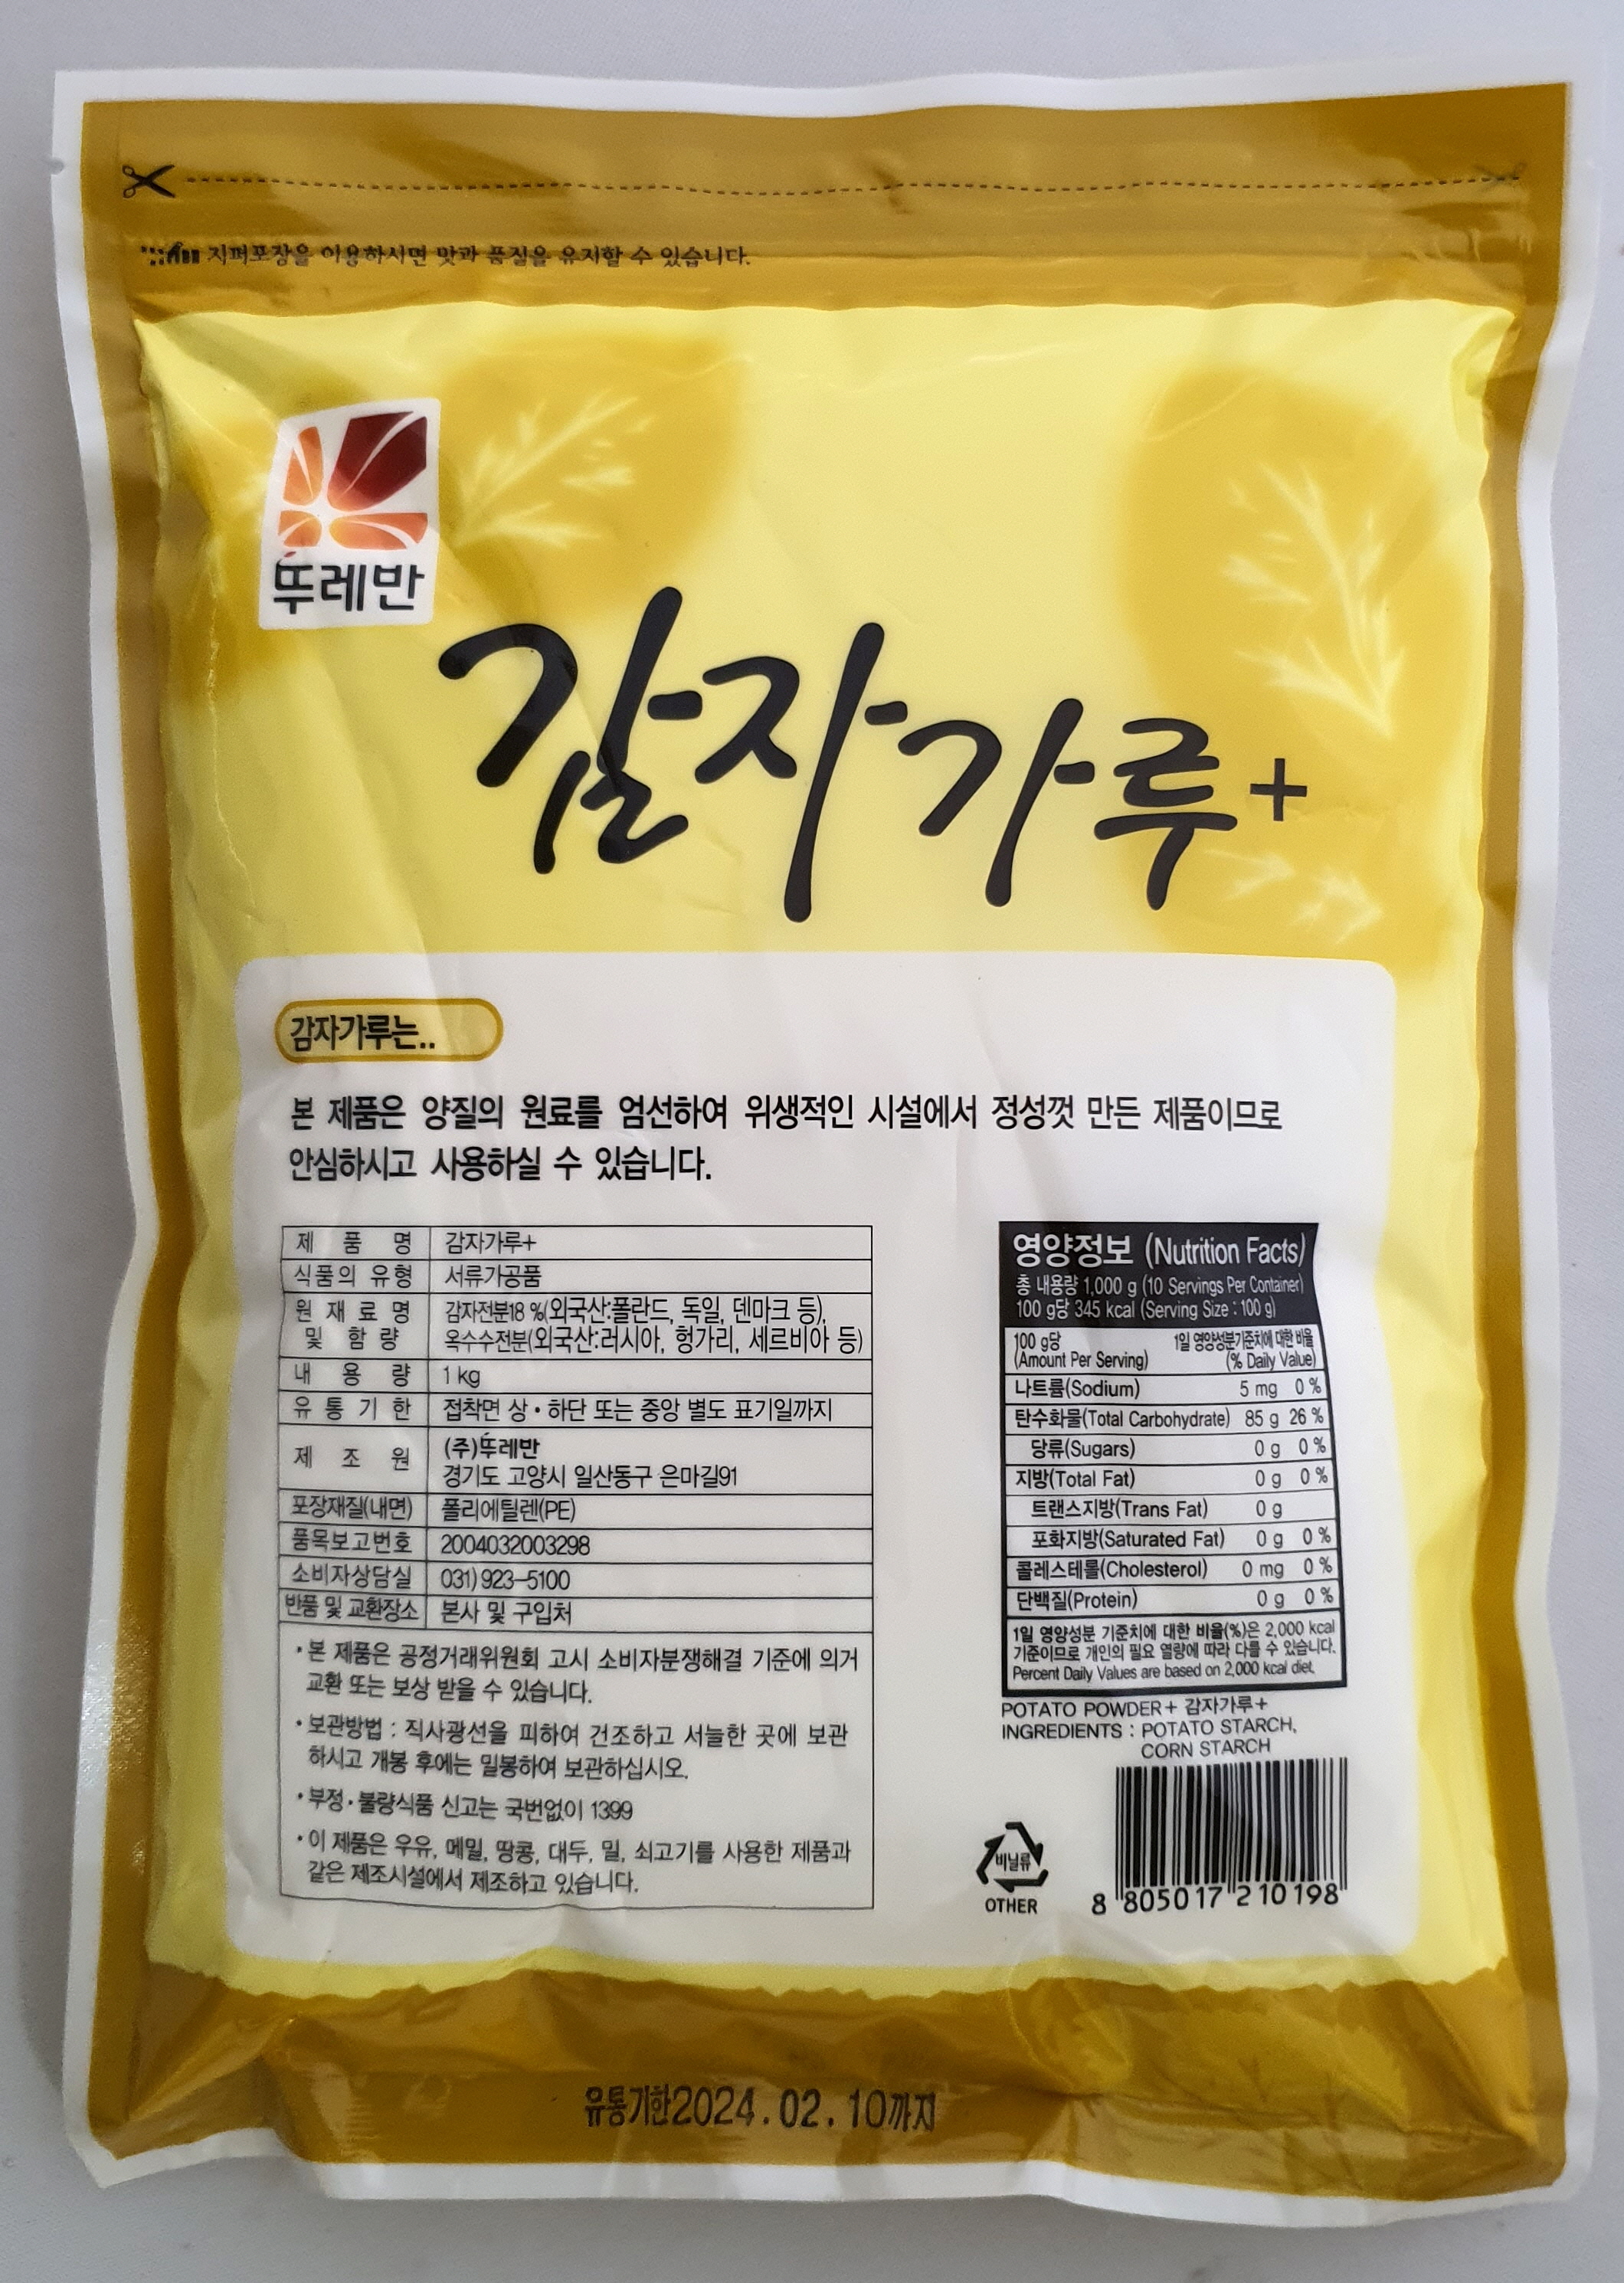 지퍼포장을 이용하시면 맛과 품질을 유지할 수 있습니다.
뚜레반
감자가루+
감자가루는..
본 제품은 양질의 원료를 엄선하여 위생적인 시설에서 정성껏 만든 제품이므로
안심하시고 사용하실 수 있습니다.
제 품 명 감자가루+
식품의 유형 서류가공품
원 재 료 명 감자전분18 %(외국산:폴란드, 독일, 덴마크 등),
및 함 량 옥수수전분(외국산:러시아, 헝가리, 세르비아 등)
내 용 량 1 kg
유 통 기 한 접착면 상•하단 또는 중앙 별도 표기일까지
제 조 원 (주)뚜레반
경기도 고양시 일산동구 은마길91
포장재질(내면) 폴리에틸렌(PE)
품목보고번호 2004032003298
소비자상담실 031) 923-5100
반품 및 교환장소 본사 및 구입처
•본 제품은 공정거래위원회 고시 소비자분쟁해결 기준에 의거
교환 또는 보상 받을 수 있습니다.
•보관방법 : 직사광선을 피하여 건조하고 서늘한 곳에 보관
하시고 개봉 후에는 밀봉하여 보관하십시오.
•부정•불량식품 신고는 국번없이 1399
•이 제품은 우유, 메밀, 땅콩, 대두, 밀, 쇠고기를 사용한 제품과
같은 제조시설에서 제조하고 있습니다.
영양정보 (Nutrition Facts)
총 내용량 1,000 g (10 Servings Per Container)
100 g당 345 kcal (Serving Size : 100 g)
100 g당 1일 영양성분기준치에 대한 비율
(Amount Per Serving) (% Daily Value)
나트륨(Sodium) 5 mg 0 %
탄수화물(Total Carbohydrate) 85 g 26 %
당류(Sugars) 0 g 0 %
지방(Total Fat) 0 g 0 %
트랜스지방(Trans Fat) 0 g
포화지방(Saturated Fat) 0 g 0 %
콜레스테롤(Cholesterol) 0 mg 0 %
단백질(Protein) 0 g 0 %
1일 영양성분 기준치에 대한 비율(%)은 2,000 kcal
기준이므로 개인의 필요 열량에 따라 다를 수 있습니다.
Percent Daily Values are based on 2,000 kcal diet.
POTATO POWDER+ 감자가루+
INGREDIENTS : POTATO STARCH,
CORN STARCH
비닐류
OTHER
8 805017 210198
유통기한2024.02.10까지